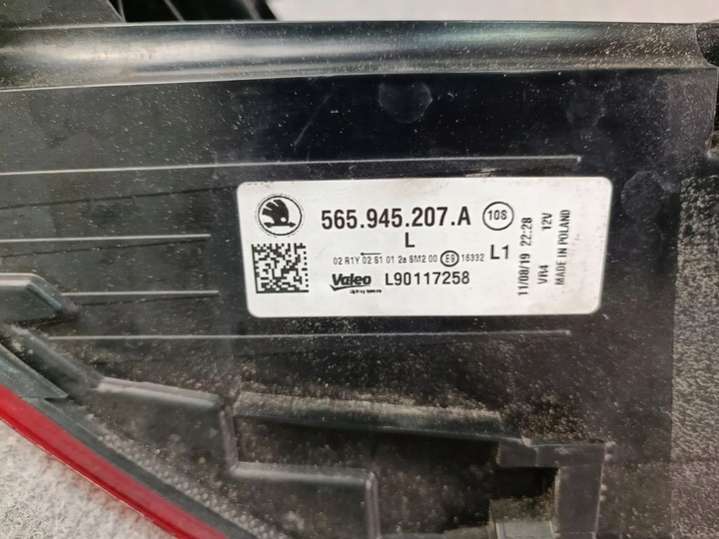 565.945.207.A 10S
L
02 R1Y 02 S1 01 2a SM2 00 E9 16392 L1
Valeo L90117258
11/08/19 22:28
VR4 12V
MADE IN POLAND